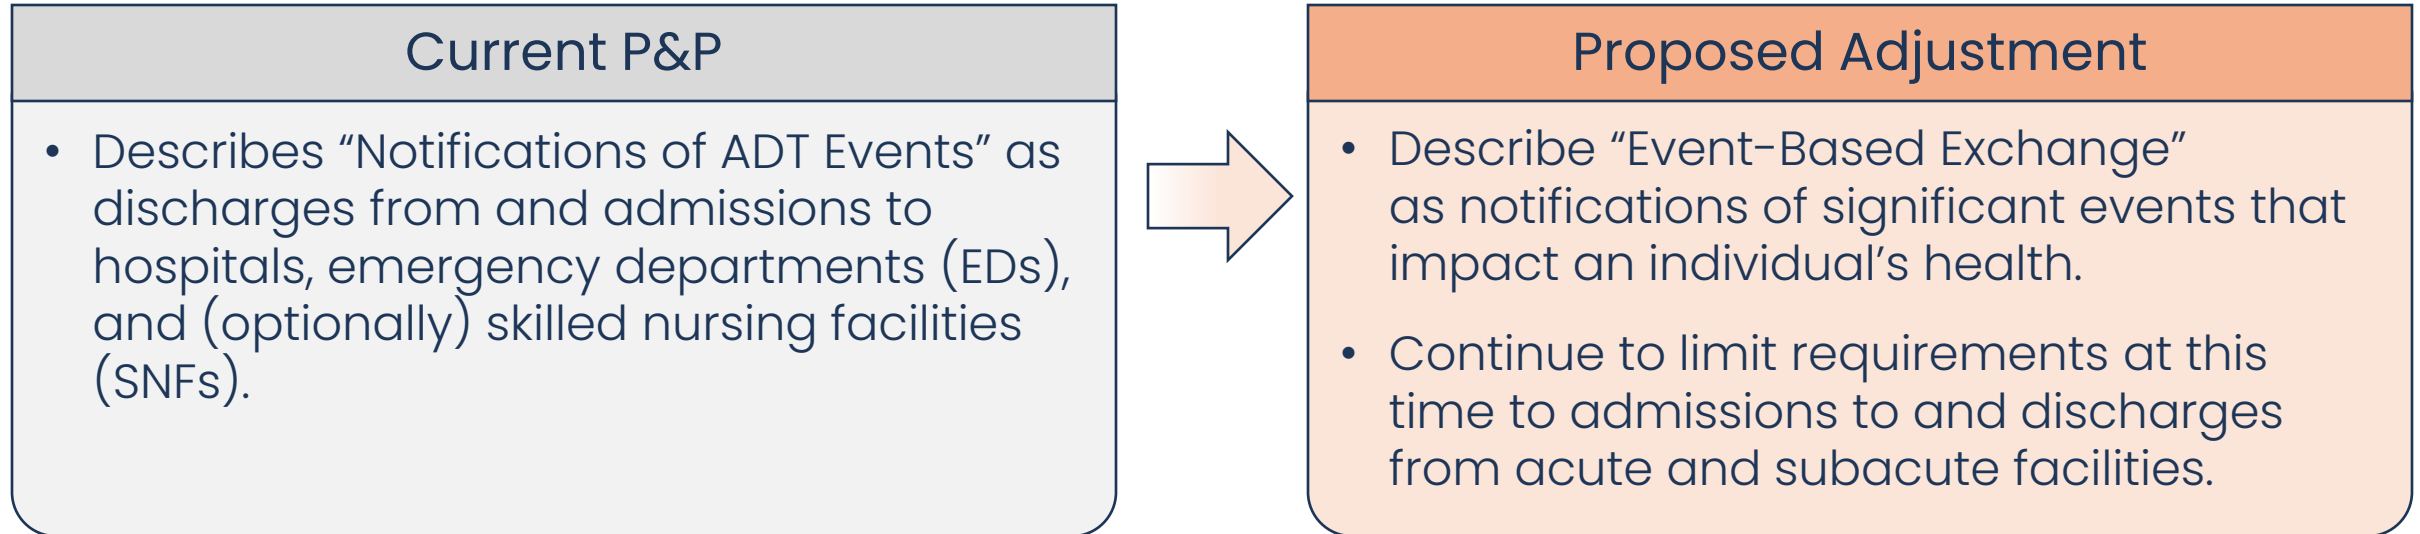 Current P&P
• Describes “Notifications of ADT Events” as
discharges from and admissions to
hospitals, emergency departments (EDs),
and (optionally) skilled nursing facilities
(SNFs).
Proposed Adjustment
• Describe “Event-Based Exchange”
as notifications of significant events that
impact an individual’s health.
• Continue to limit requirements at this
time to admissions to and discharges
from acute and subacute facilities.